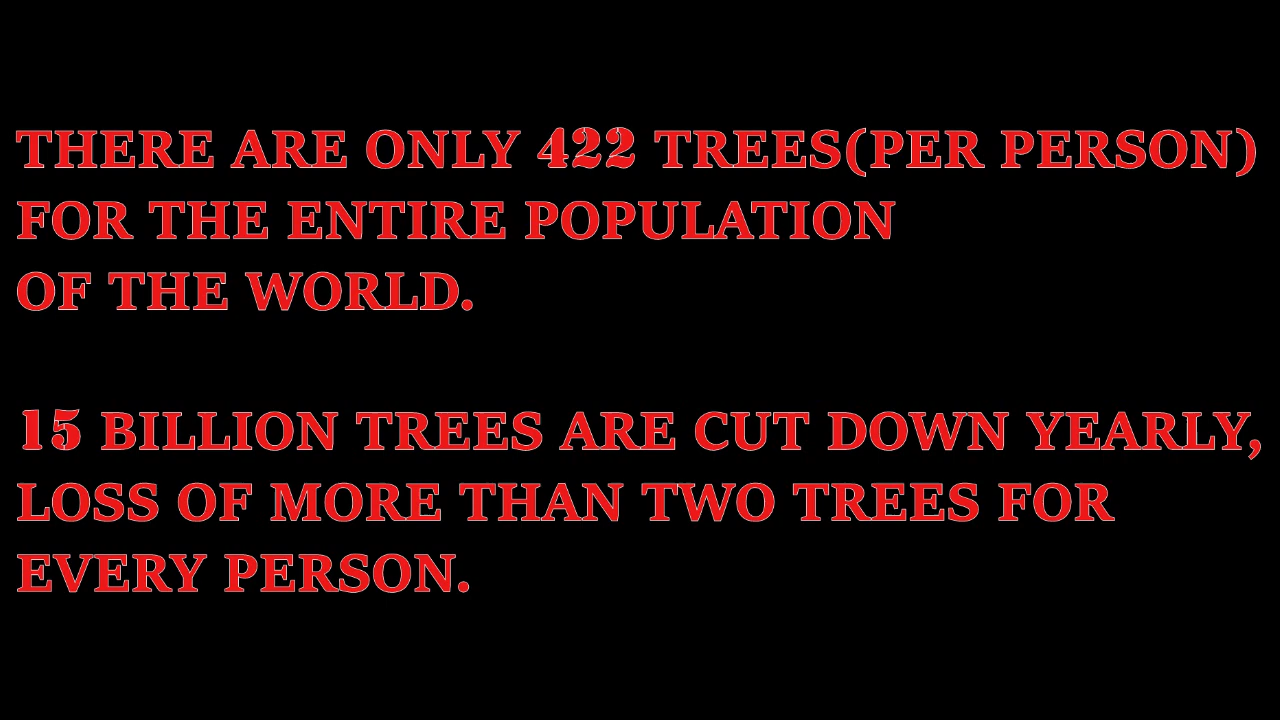 THERE ARE ONLY 422 TREES(PER PERSON)
FOR THE ENTIRE POPULATION
OF THE WORLD.
15 BILLION TREES ARE CUT DOWN YEARLY,
LOSS OF MORE THAN TWO TREES FOR
EVERY PERSON.